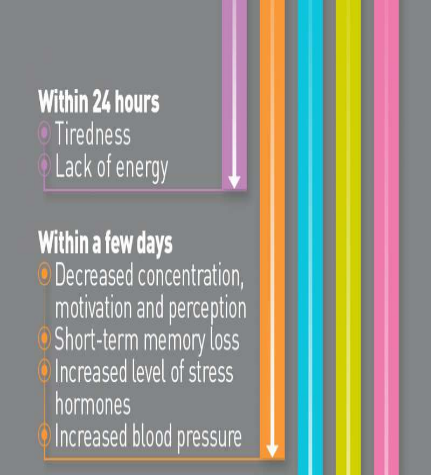 Within 24 hours
Tiredness
Lack of energy
Within a few days
Decreased concentration,
motivation and perception
Short-term memory loss
Increased level of stress
hormones
Increased blood pressure